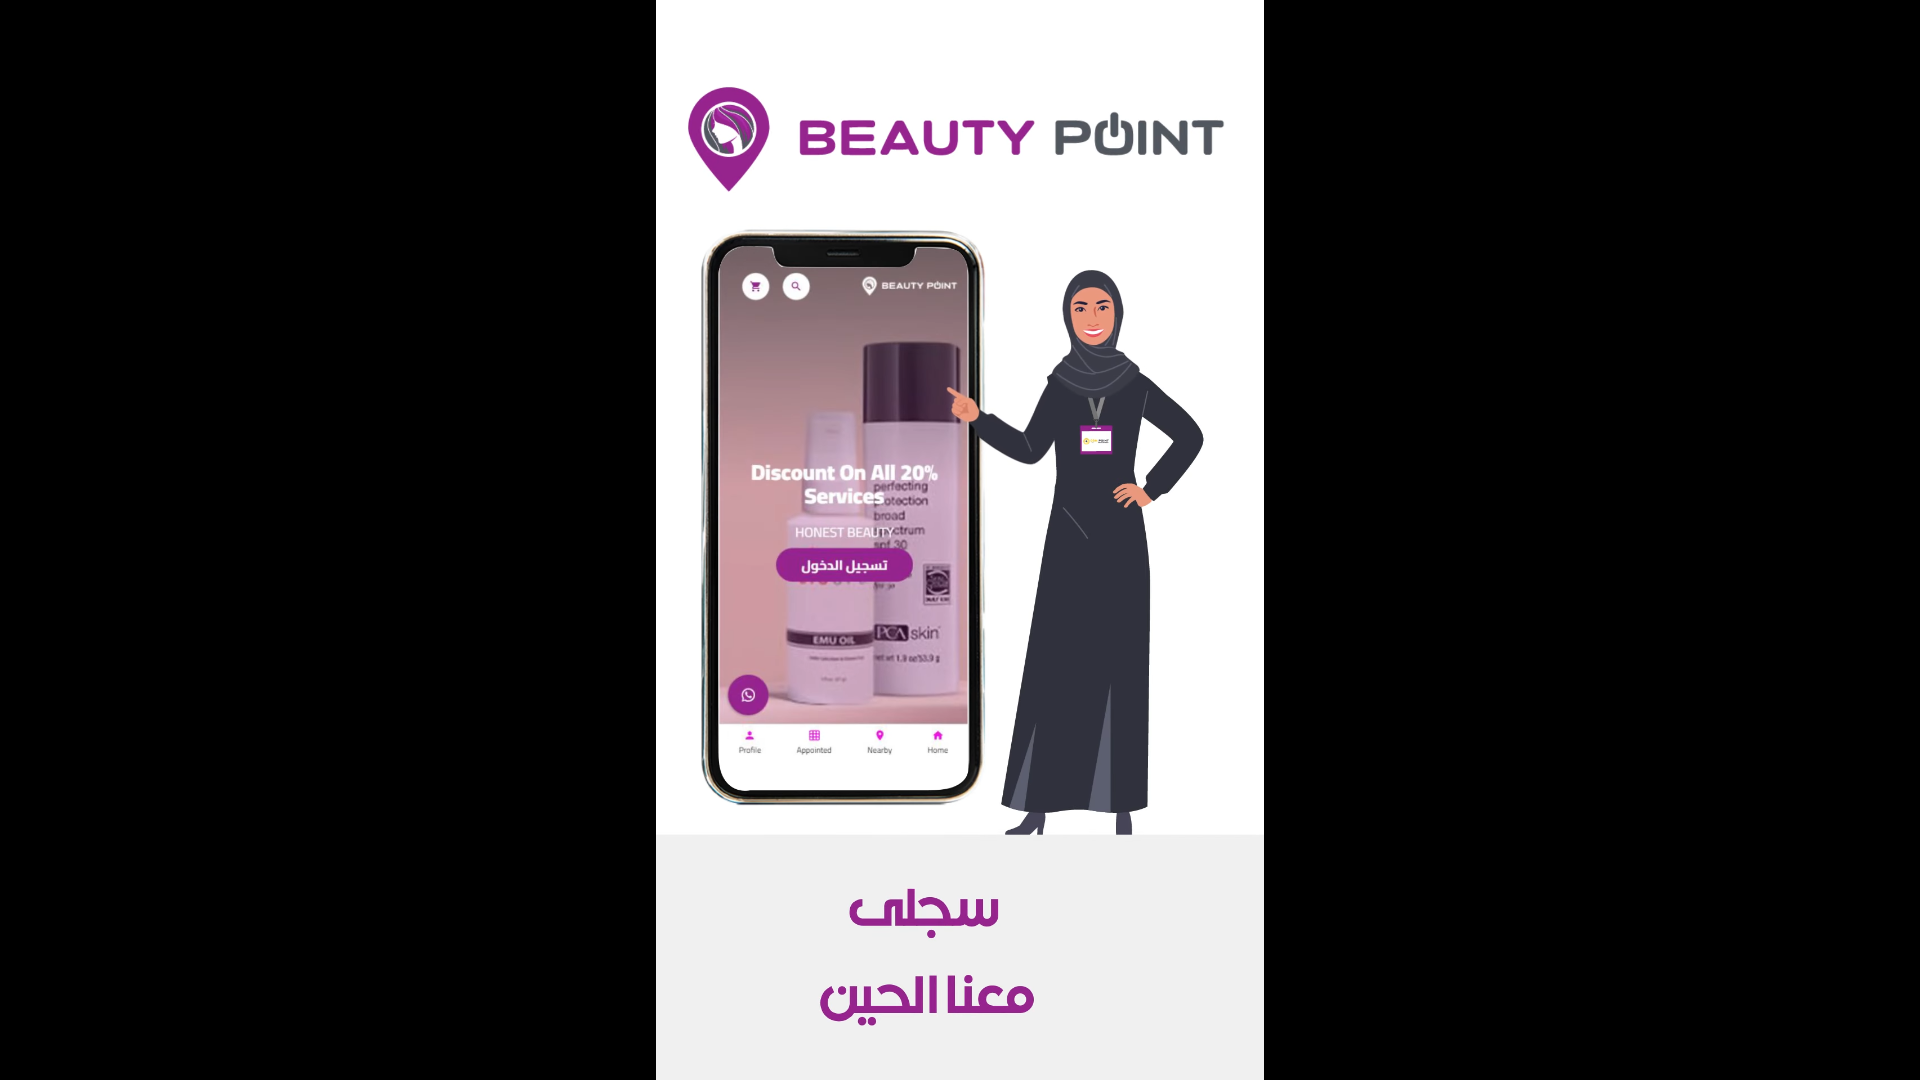 BEAUTY POINT
BEAUTY POINT
Discount On All 20%
Services
HONEST BEAUTY
تسجيل الدخول
perfecting
protection
broad
spectrum
spf 30
EMU OIL
PCA skin
net wt 1.9 oz/53.9 g
Profile
Appointed
Nearby
Home
سجلى
معنا الحين